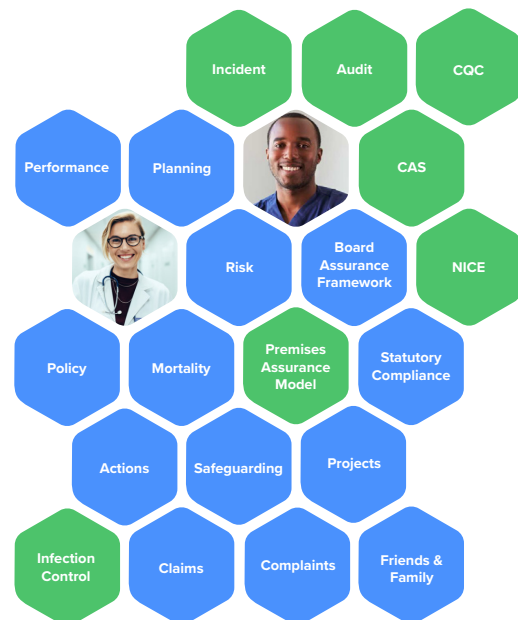 Incident
Audit
CQC
Performance
Planning
CAS
Risk
Board
Assurance
Framework
NICE
Policy
Mortality
Premises
Assurance
Model
Statutory
Compliance
Actions
Safeguarding
Projects
Infection
Control
Claims
Complaints
Friends &
Family